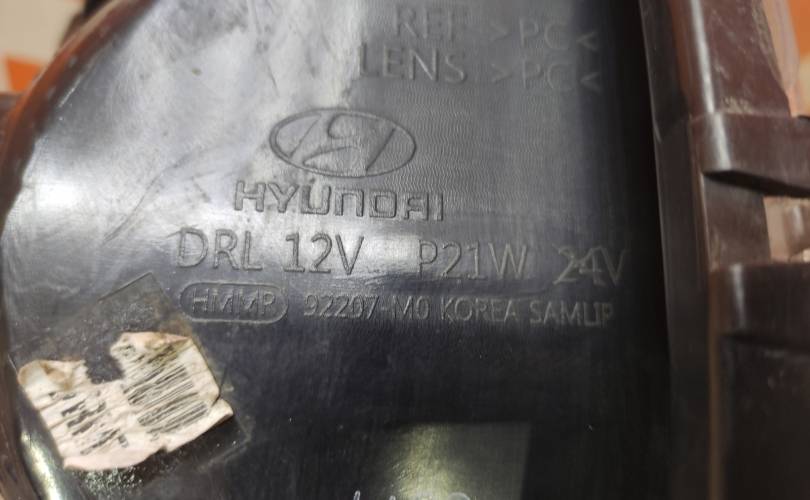 REF >PC<
LENS >PC<
HYUNDAI
DRL 12V P21W 24V
HMMP 92207-M0 KOREA SAMLIP